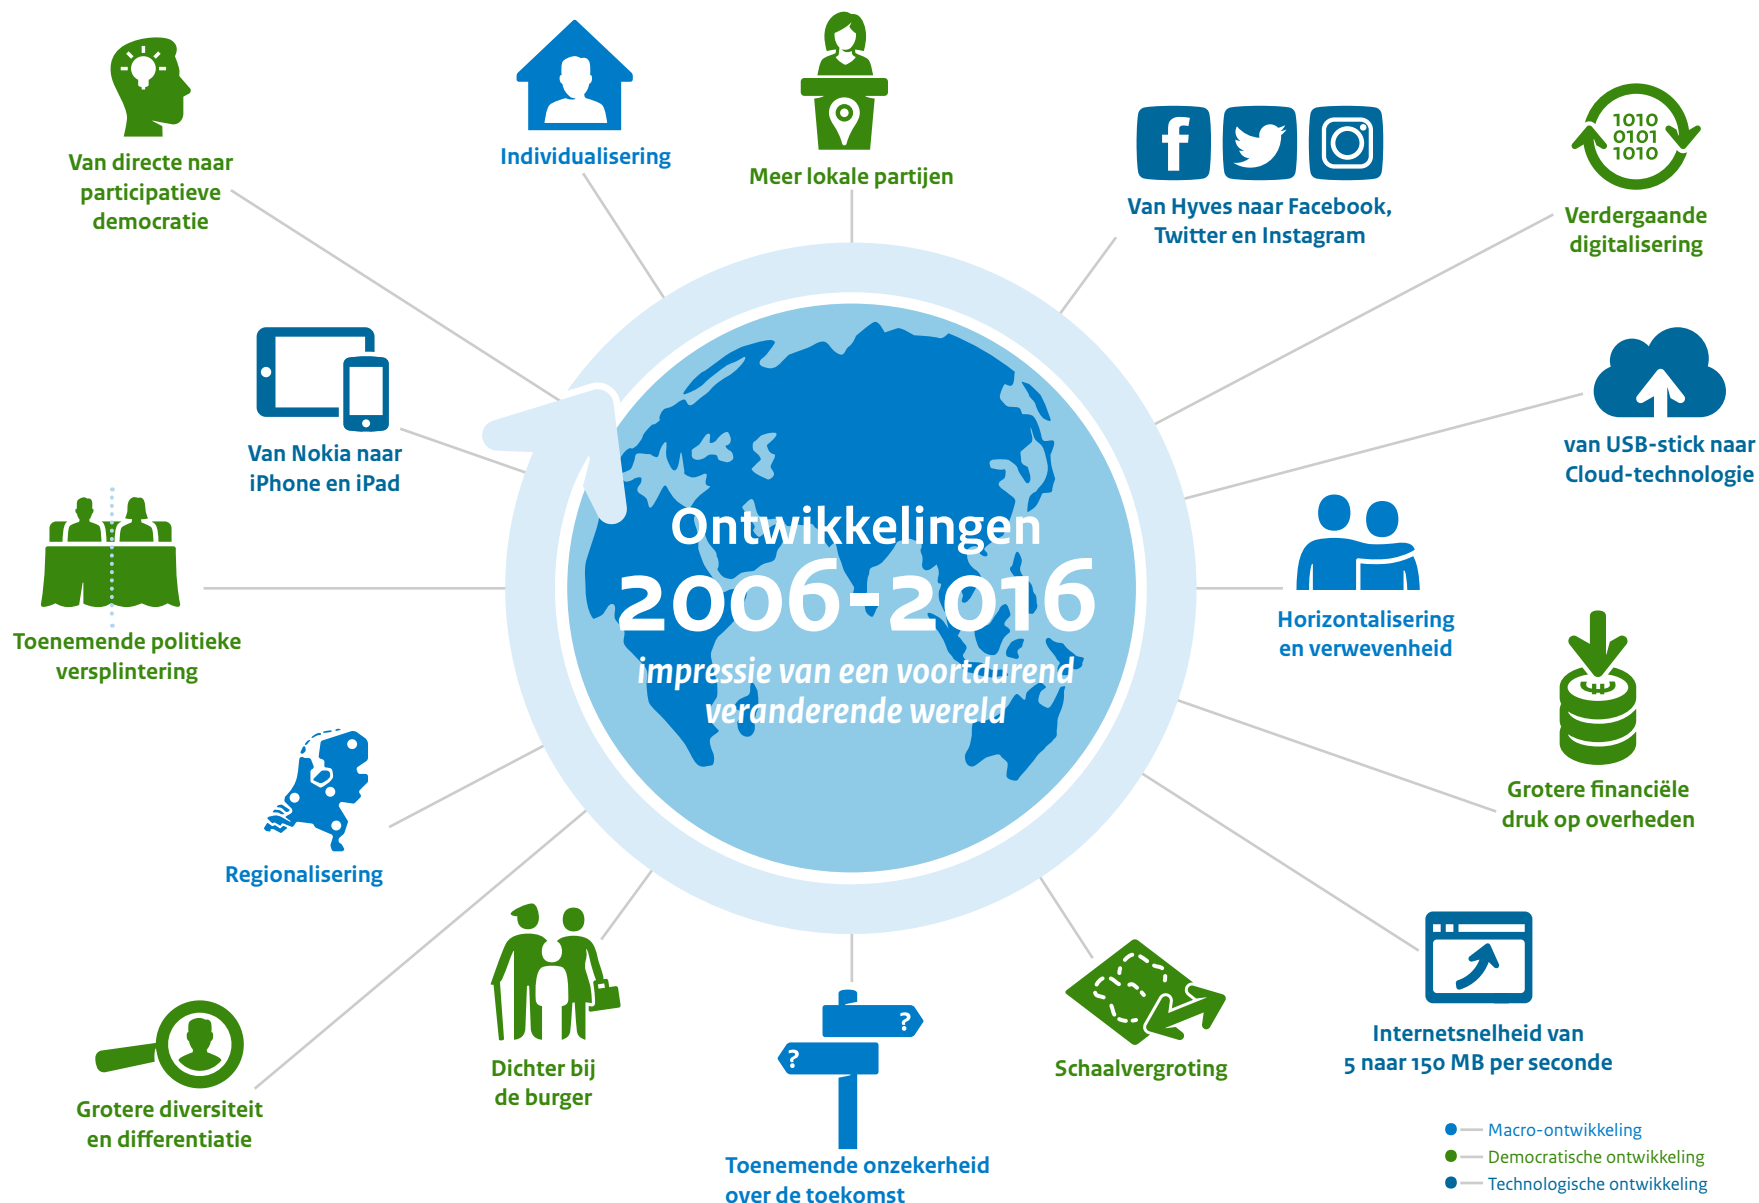 Van directe naar
participatieve
democratie
Individualisering
Meer lokale partijen
Van Hyves naar Facebook,
Twitter en Instagram
1010
0101
1010
Verdergaande
digitalisering
Van Nokia naar
iPhone en iPad
van USB-stick naar
Cloud-technologie
Ontwikkelingen
2006-2016
impressie van een voortdurend
veranderende wereld
Toenemende politieke
versplintering
Horizontalisering
en verwevenheid
€
Grotere financiële
druk op overheden
Regionalisering
Grotere diversiteit
en differentiatie
Dichter bij
de burger
?
?
Toenemende onzekerheid
over de toekomst
Schaalvergroting
Internetsnelheid van
5 naar 150 MB per seconde
Macro-ontwikkeling
Democratische ontwikkeling
Technologische ontwikkeling